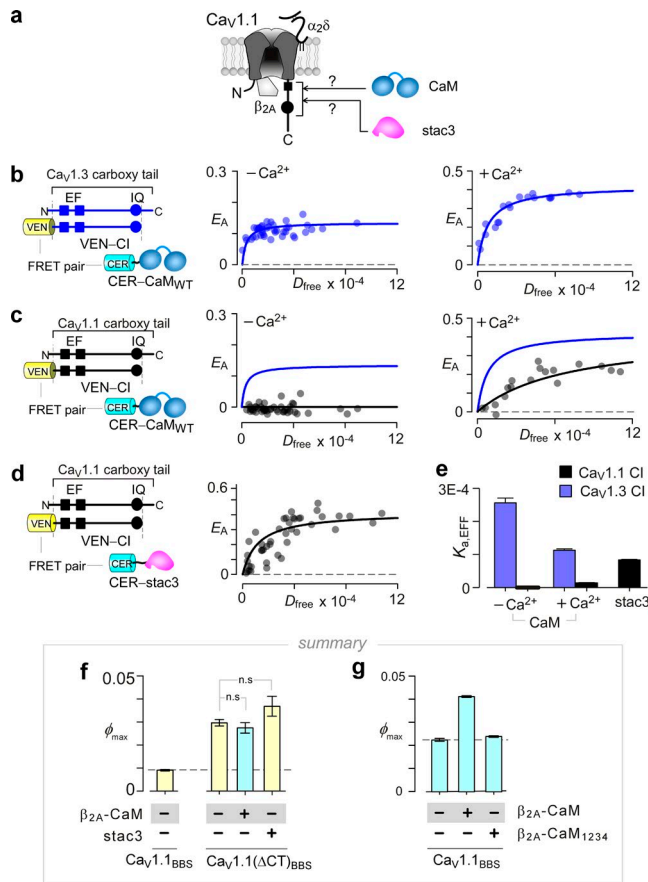 a
CaV1.1
α2δ
N
β2A
C
?
?
CaM
stac3
b
CaV1.3 carboxy tail
N
EF
IQ
C
VEN
VEN–CI
FRET pair
CER
CER–CaMWT
0.3
−Ca2+
EA
0
0
12
Dfree x 10-4
0.5
+Ca2+
EA
0
0
12
Dfree x 10-4
c
CaV1.1 carboxy tail
N
EF
IQ
C
VEN
VEN–CI
FRET pair
CER
CER–CaMWT
0.3
−Ca2+
EA
0
0
12
Dfree x 10-4
0.5
+Ca2+
EA
0
0
12
Dfree x 10-4
d
CaV1.1 carboxy tail
N
EF
IQ
C
VEN
VEN–CI
FRET pair
CER
CER–stac3
0.6
EA
0
0
12
Dfree x 10-4
e
CaV1.1 CI
CaV1.3 CI
3E-4
Ka,EFF
0
−Ca2+
+Ca2+
stac3
CaM
summary
f
0.05
ϕmax
0
n.s
n.s
β2A-CaM
− − + −
stac3
− − − +
CaV1.1BBS
CaV1.1(ΔCT)BBS
g
0.05
ϕmax
0
− + −
β2A-CaM
− − +
β2A-CaM1234
CaV1.1BBS